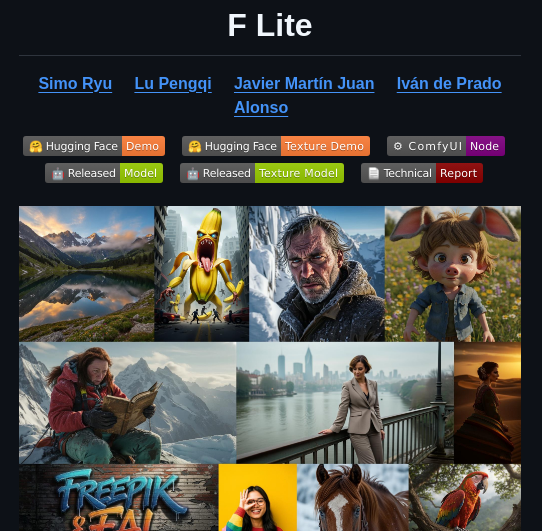 F Lite
Simo Ryu Lu Pengqi Javier Martín Juan Iván de Prado
Alonso
Hugging Face Demo Hugging Face Texture Demo ComfyUI Node
Released Model Released Texture Model Technical Report
FREEPIK
&FAL